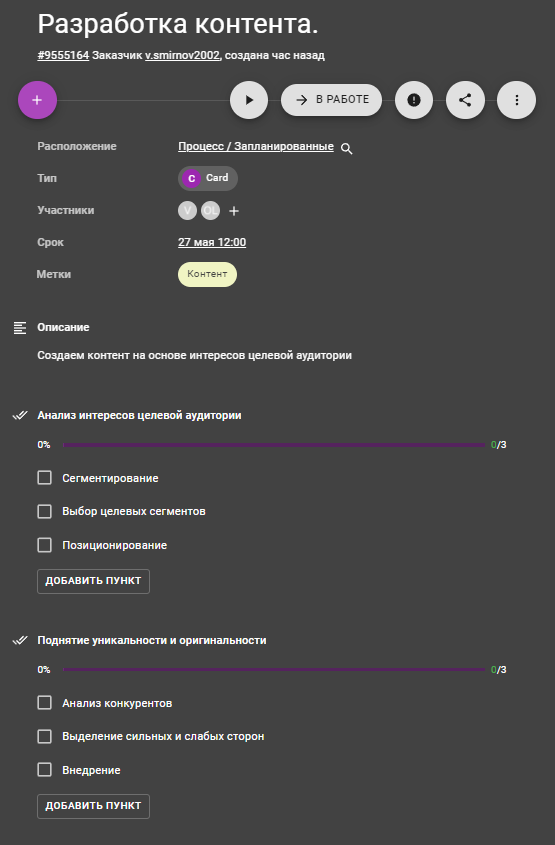 Разработка контента.
#9555164 Заказчик v.smirnov2002, создана час назад
В РАБОТЕ
Расположение Процесс / Запланированные
Тип C Card
Участники V OL
Срок 27 мая 12:00
Метки Контент
Описание
Создаем контент на основе интересов целевой аудитории
Анализ интересов целевой аудитории
0% 0/3
Сегментирование
Выбор целевых сегментов
Позиционирование
ДОБАВИТЬ ПУНКТ
Поднятие уникальности и оригинальности
0% 0/3
Анализ конкурентов
Выделение сильных и слабых сторон
Внедрение
ДОБАВИТЬ ПУНКТ